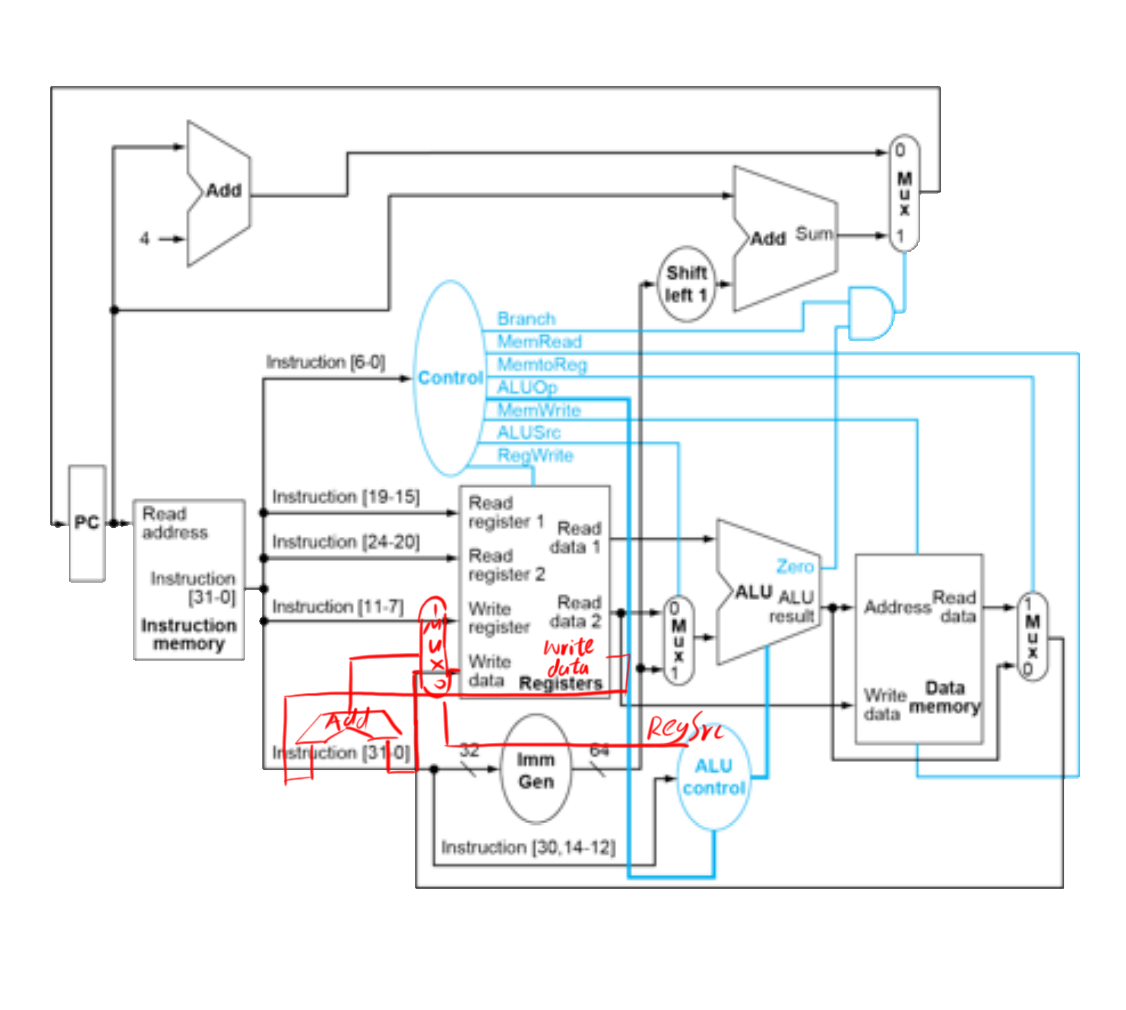 0
Mux
1
Add
4
Add Sum
Shift left 1
Branch
MemRead
MemtoReg
ALUOp
MemWrite
ALUSrc
RegWrite
Instruction [6-0]
Control
PC
Read address
Instruction [31-0]
Instruction memory
Instruction [19-15]
Instruction [24-20]
Instruction [11-7]
Instruction [31-0]
Read register 1
Read register 2
Write register
Write data
Read data 1
Read data 2
Registers
write
data
1
MUX
0
Add
RegSrc
0
Mux
1
Zero
ALU
ALU result
Address
Read data
Write data
Data memory
1
Mux
0
32
Imm Gen
64
ALU control
Instruction [30,14-12]